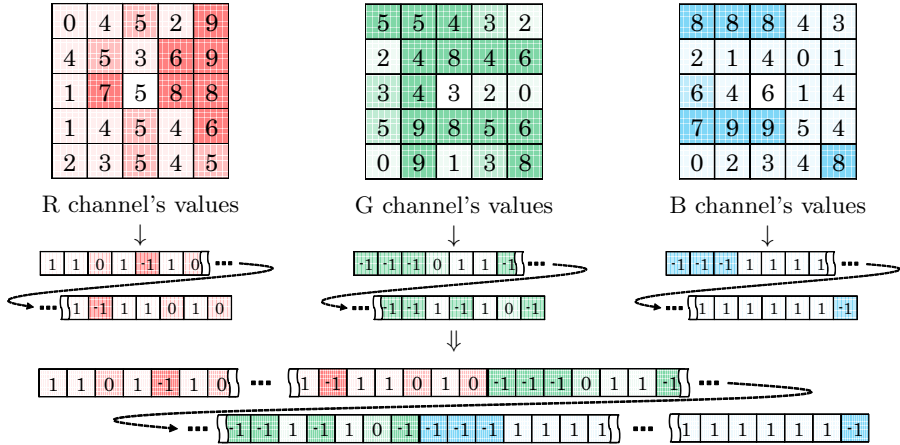 0 4 5 2 9 5 5 4 3 2 8 8 8 4 3
4 5 3 6 9 2 4 8 4 6 2 1 4 0 1
1 7 5 8 8 3 4 3 2 0 6 4 6 1 4
1 4 5 4 6 5 9 8 5 6 7 9 9 5 4
2 3 5 4 5 0 9 1 3 8 0 2 3 4 8
R channel's values G channel's values B channel's values
↓ ↓ ↓
1 1 0 1 -1 1 0 ... -1 -1 -1 0 1 1 -1 ... -1 -1 -1 1 1 1 1 ...
... 1 -1 1 1 0 1 0 ... -1 -1 1 -1 1 0 -1 ... 1 1 1 1 1 1 -1
⇓
1 1 0 1 -1 1 0 ... 1 -1 1 1 0 1 0 -1 -1 -1 0 1 1 -1 ...
... -1 -1 1 -1 1 0 -1 -1 -1 -1 1 1 1 1 ... 1 1 1 1 1 1 -1